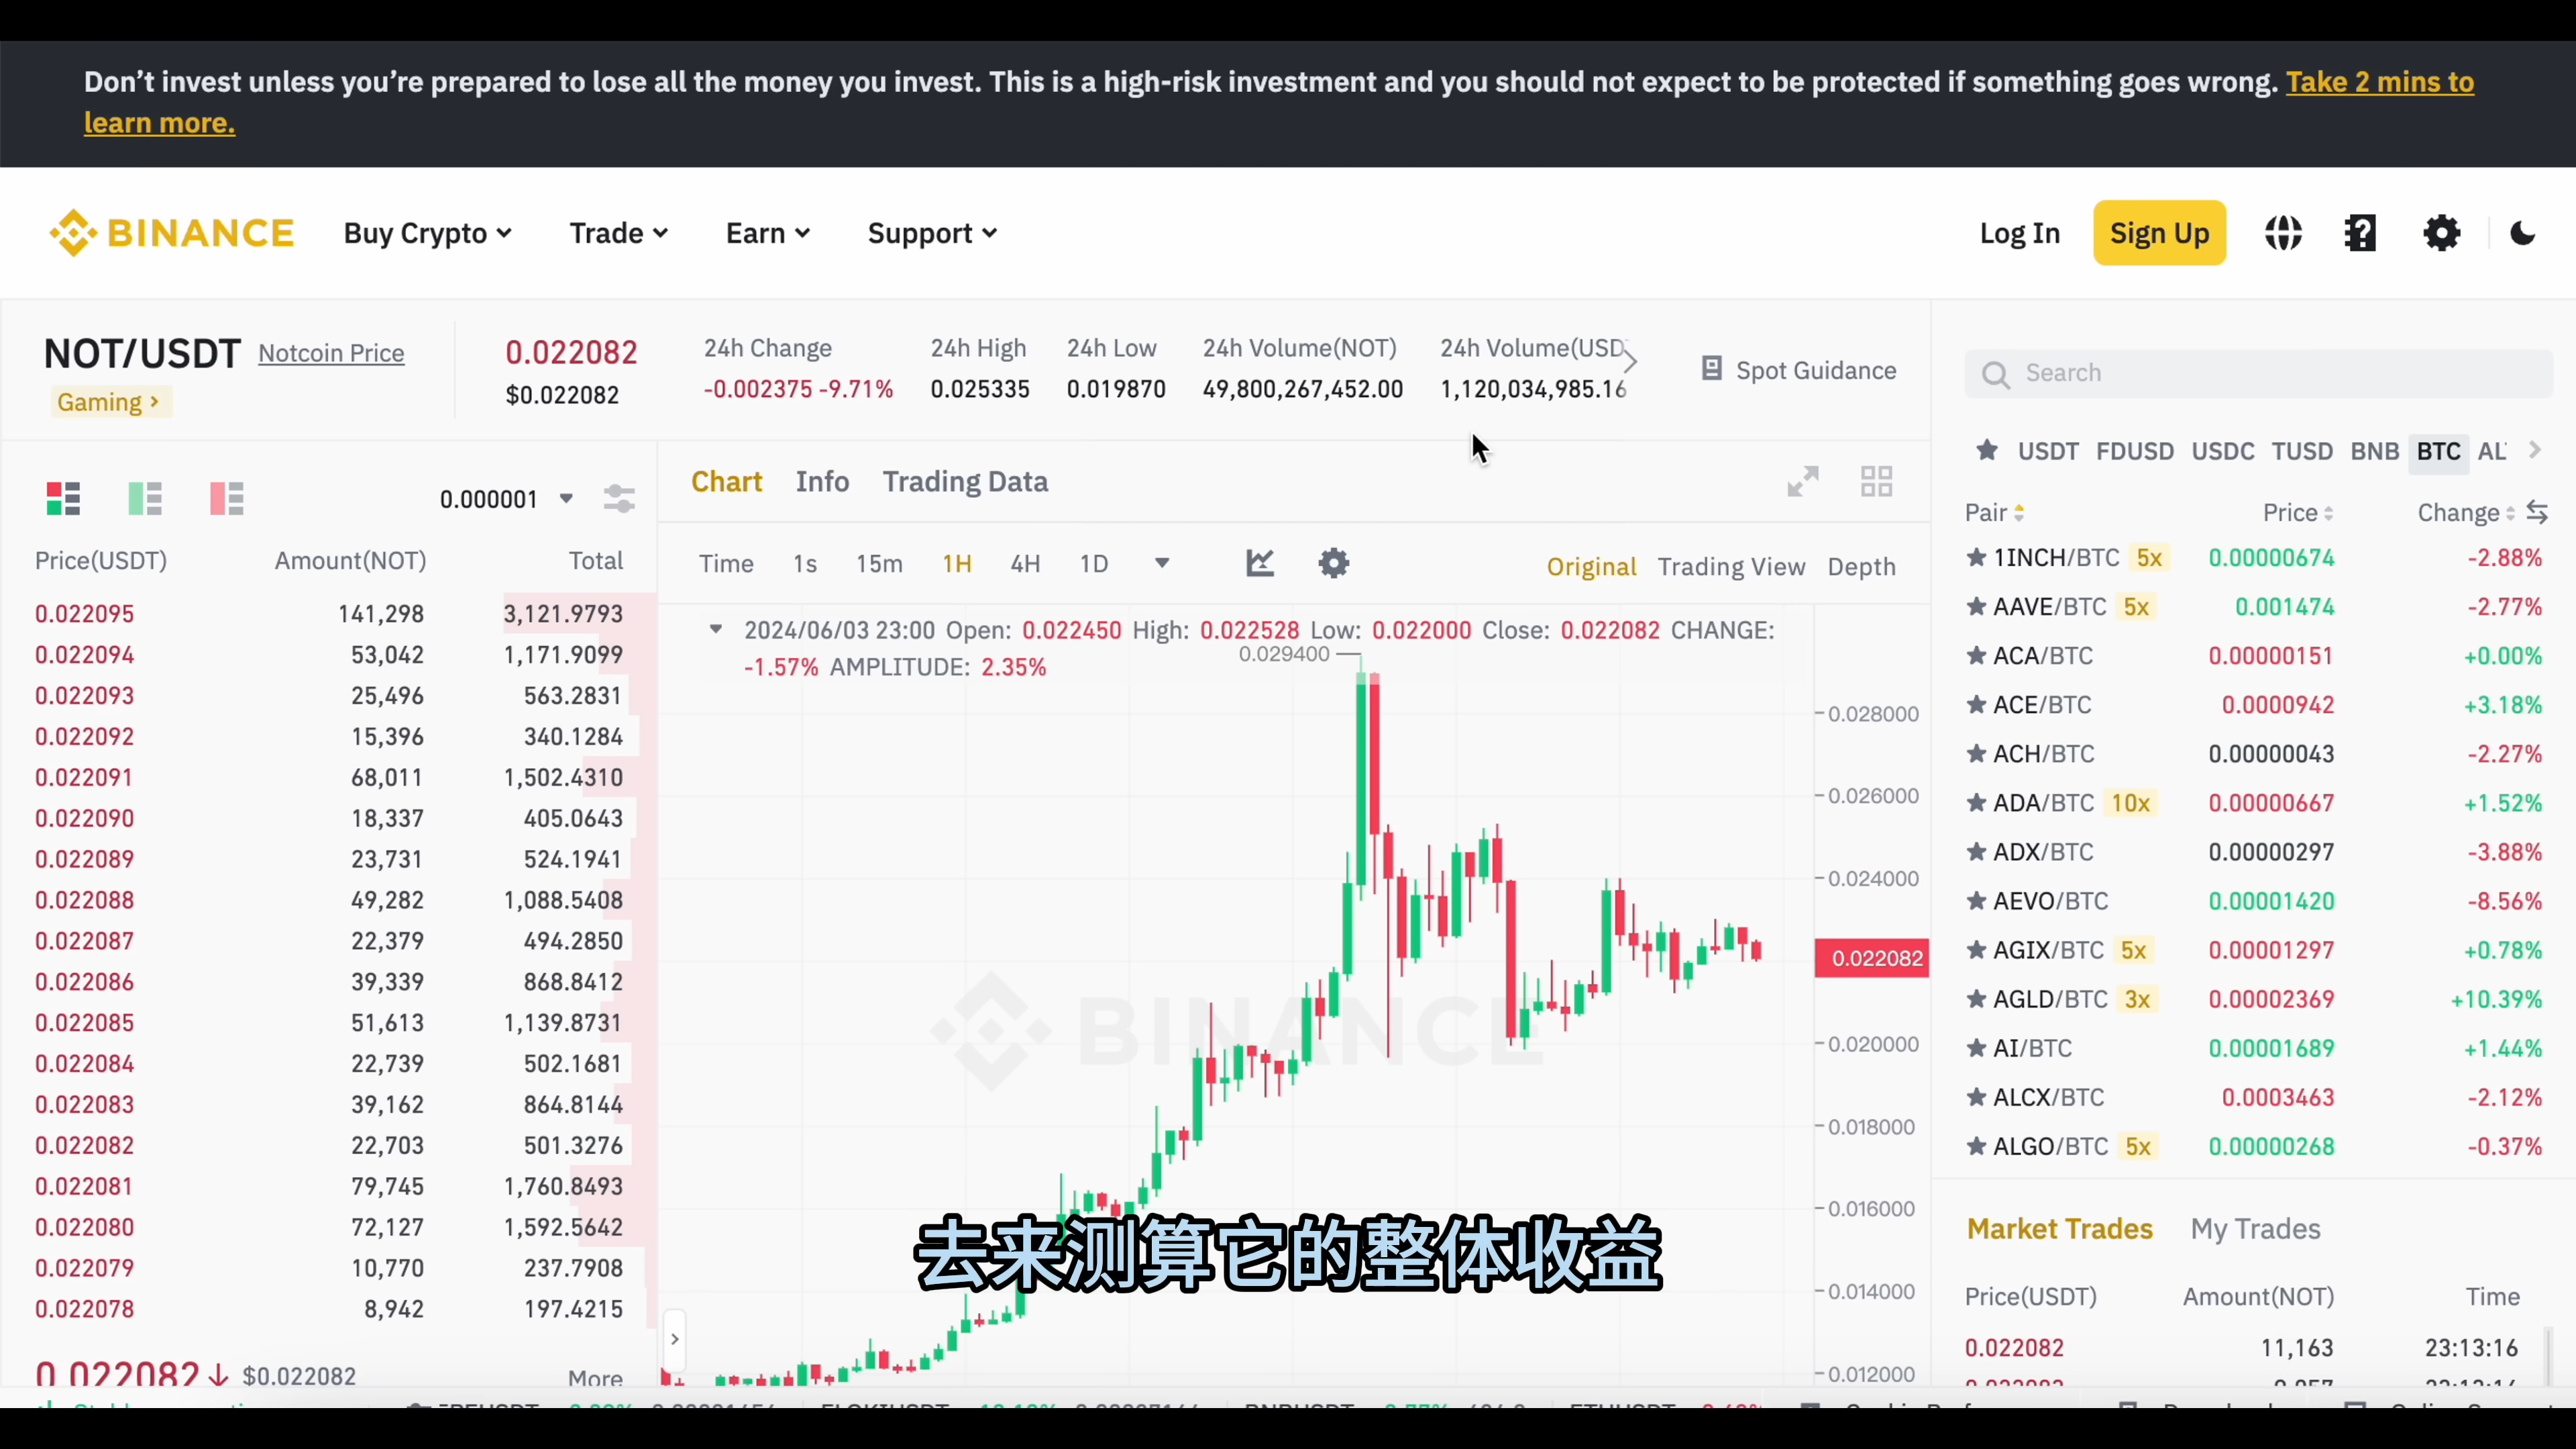 Don't invest unless you're prepared to lose all the money you invest. This is a high-risk investment and you should not expect to be protected if something goes wrong. Take 2 mins to
learn more.
BINANCE Buy Crypto Trade Earn Support Log In Sign Up
NOT/USDT Notcoin Price
Gaming
0.022082
$0.022082
24h Change
-0.002375 -9.71%
24h High
0.025335
24h Low
0.019870
24h Volume(NOT)
49,800,267,452.00
24h Volume(USD
1,120,034,985.16
Spot Guidance
0.000001
Price(USDT) Amount(NOT) Total
0.022095 141,298 3,121.9793
0.022094 53,042 1,171.9099
0.022093 25,496 563.2831
0.022092 15,396 340.1284
0.022091 68,011 1,502.4310
0.022090 18,337 405.0643
0.022089 23,731 524.1941
0.022088 49,282 1,088.5408
0.022087 22,379 494.2850
0.022086 39,339 868.8412
0.022085 51,613 1,139.8731
0.022084 22,739 502.1681
0.022083 39,162 864.8144
0.022082 22,703 501.3276
0.022081 79,745 1,760.8493
0.022080 72,127 1,592.5642
0.022079 10,770 237.7908
0.022078 8,942 197.4215
0.022082 $0.022082 More
Chart Info Trading Data
Time 1s 15m 1H 4H 1D
Original Trading View Depth
2024/06/03 23:00 Open: 0.022450 High: 0.022528 Low: 0.022000 Close: 0.022082 CHANGE:
-1.57% AMPLITUDE: 2.35%
0.029400
0.028000
0.026000
0.024000
0.022082
0.020000
0.018000
0.016000
0.014000
0.012000
BINANCE
去来测算它的整体收益
Search
USDT FDUSD USDC TUSD BNB BTC AL
Pair Price Change
1INCH/BTC 5x 0.00000674 -2.88%
AAVE/BTC 5x 0.001474 -2.77%
ACA/BTC 0.00000151 +0.00%
ACE/BTC 0.0000942 +3.18%
ACH/BTC 0.00000043 -2.27%
ADA/BTC 10x 0.00000667 +1.52%
ADX/BTC 0.00000297 -3.88%
AEVO/BTC 0.00001420 -8.56%
AGIX/BTC 5x 0.00001297 +0.78%
AGLD/BTC 3x 0.00002369 +10.39%
AI/BTC 0.00001689 +1.44%
ALCX/BTC 0.0003463 -2.12%
ALGO/BTC 5x 0.00000268 -0.37%
Market Trades My Trades
Price(USDT) Amount(NOT) Time
0.022082 11,163 23:13:16